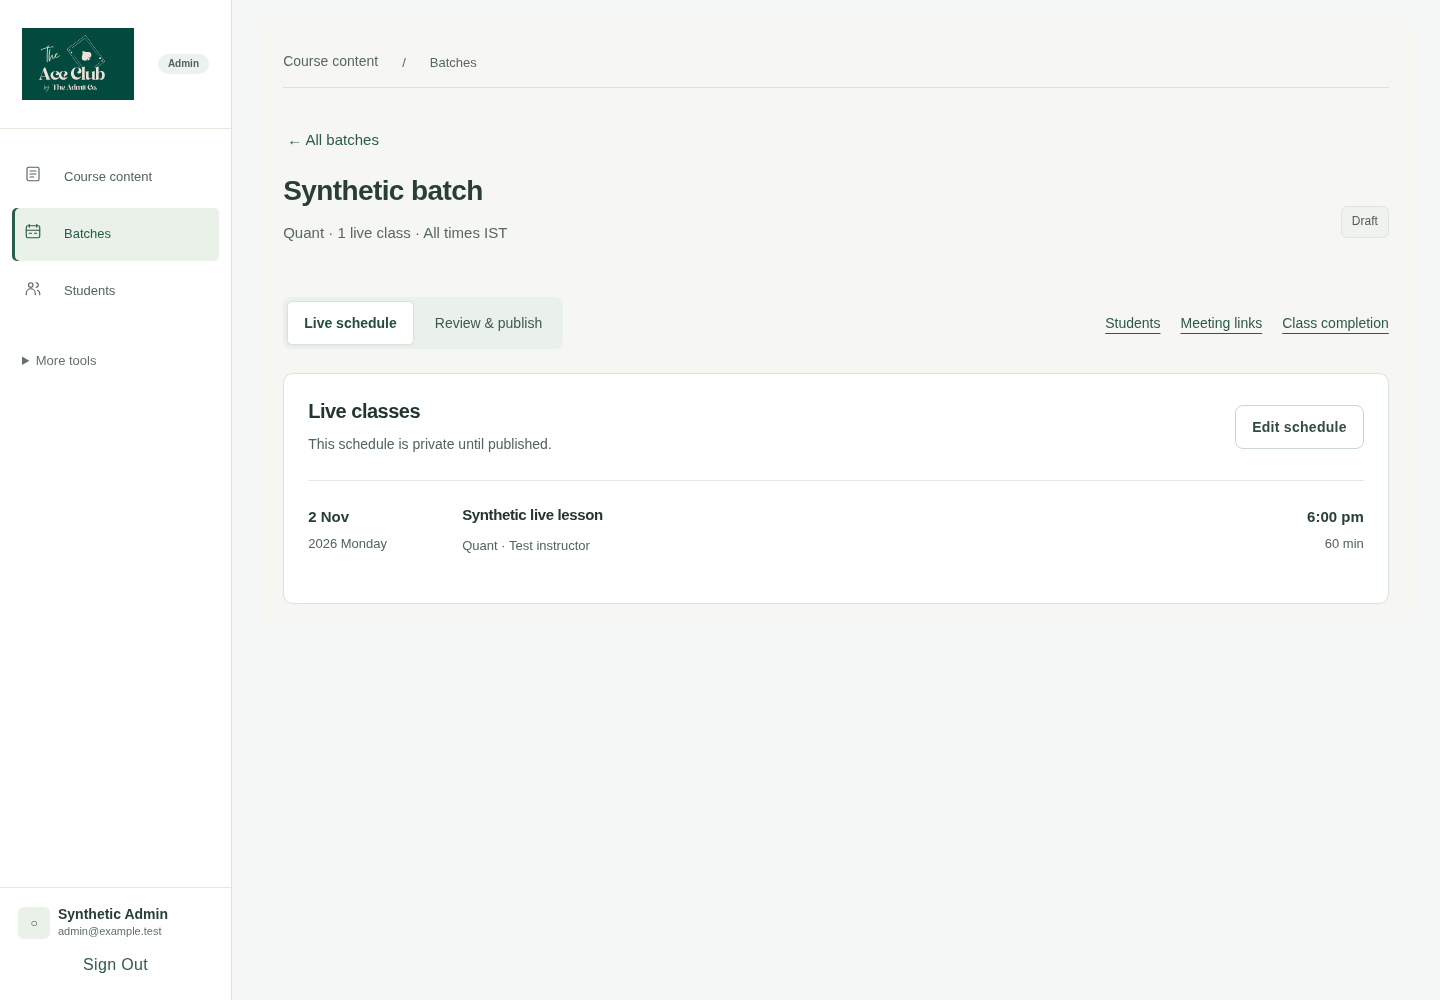 The
Ace Club
by The Admit Co.
Admin
Course content
Batches
Students
▶ More tools
Synthetic Admin
admin@example.test
Sign Out
Course content / Batches
← All batches
Synthetic batch
Quant · 1 live class · All times IST
Draft
Live schedule
Review & publish
Students
Meeting links
Class completion
Live classes
This schedule is private until published.
Edit schedule
2 Nov
2026 Monday
Synthetic live lesson
Quant · Test instructor
6:00 pm
60 min